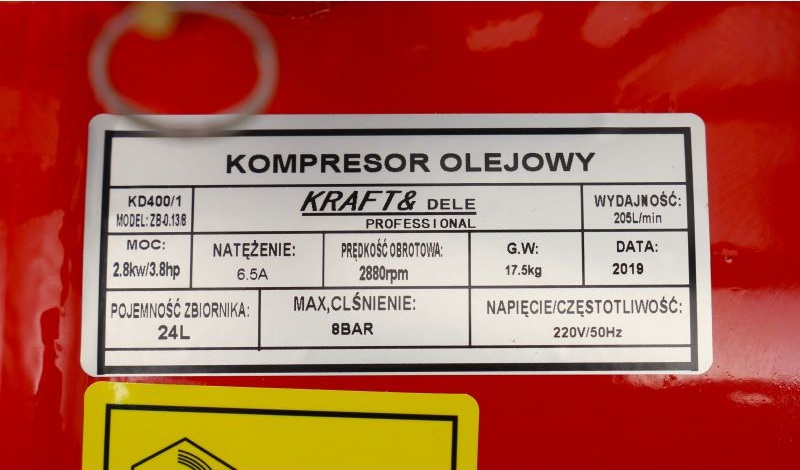 KOMPRESOR OLEJOWY
KD400/1
MODEL: ZB-0.13/8
KRAFT& DELE
PROFESSIONAL
WYDAJNOŚĆ:
205L/min
MOC:
2.8kw/3.8hp
NATĘŻENIE:
6.5A
PRĘDKOŚĆ OBROTOWA:
2880rpm
G.W:
17.5kg
DATA:
2019
POJEMNOŚĆ ZBIORNIKA:
24L
MAX,CLŚNIENIE:
8BAR
NAPIĘCIE/CZĘSTOTLIWOŚĆ:
220V/50Hz